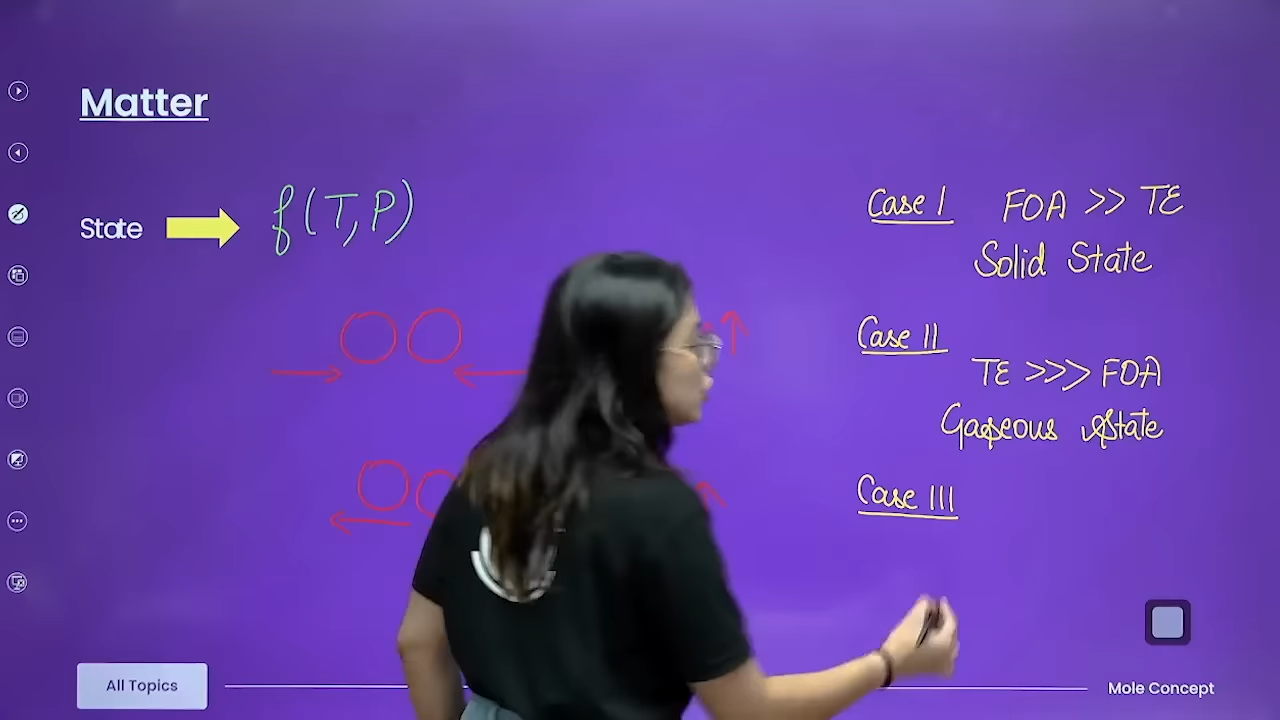 Matter
State
f(T, P)
Case I FOA >> TE
Solid State
Case II
TE >>> FOA
Gaseous State
Case III
All Topics
Mole Concept